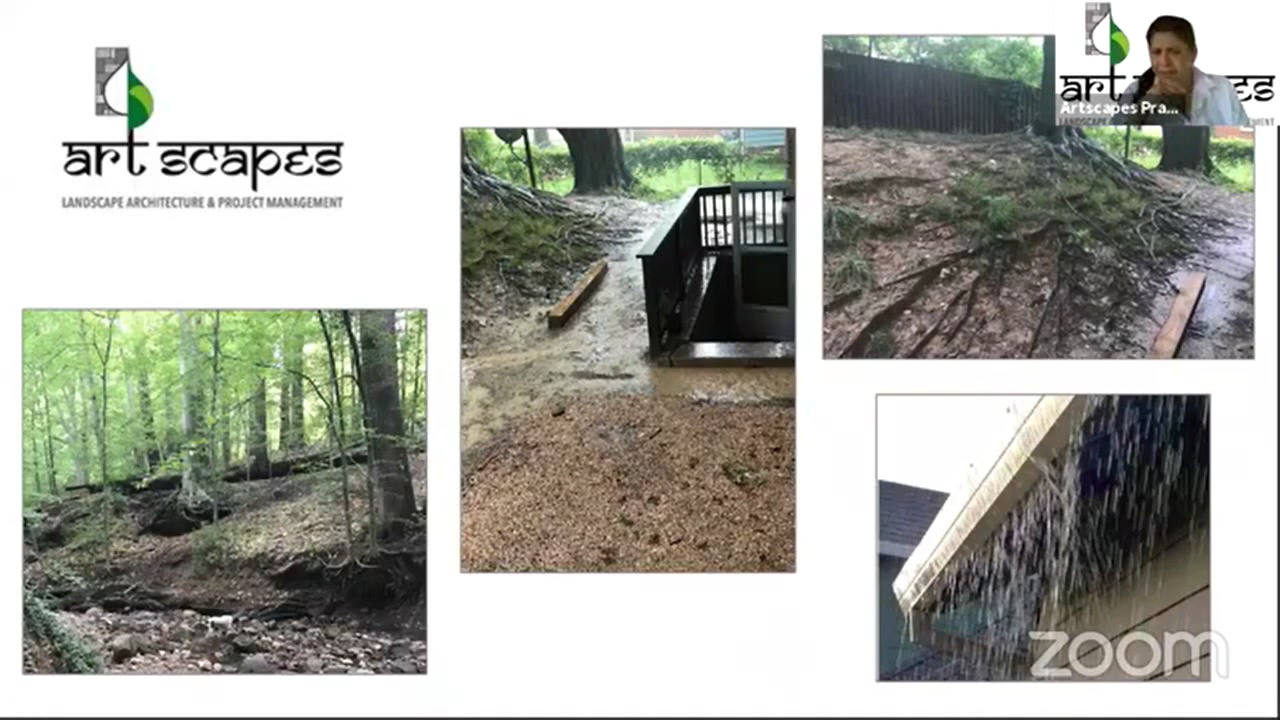 art scapes
LANDSCAPE ARCHITECTURE & PROJECT MANAGEMENT
Artscapes Pra...
zoom